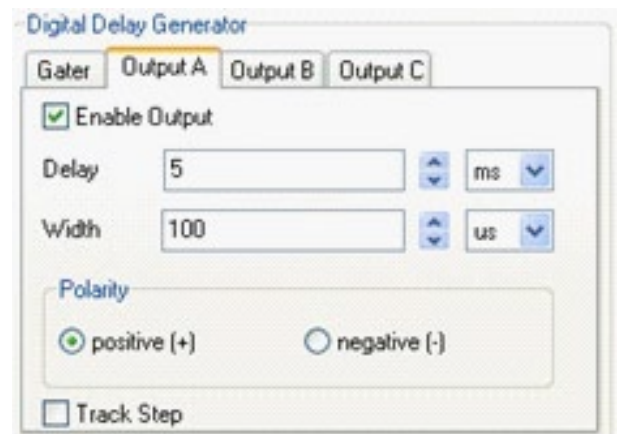 Digital Delay Generator
Gater Output A Output B Output C
Enable Output
Delay 5 ms
Width 100 us
Polarity
positive (+) negative (-)
Track Step